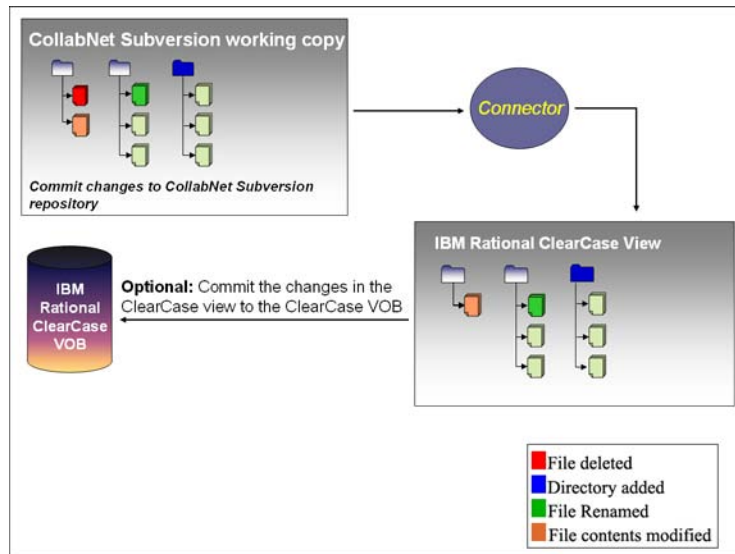 CollabNet Subversion working copy
Commit changes to CollabNet Subversion
repository
Connector
IBM Rational ClearCase View
IBM
Rational
ClearCase
VOB
Optional: Commit the changes in the
ClearCase view to the ClearCase VOB
File deleted
Directory added
File Renamed
File contents modified